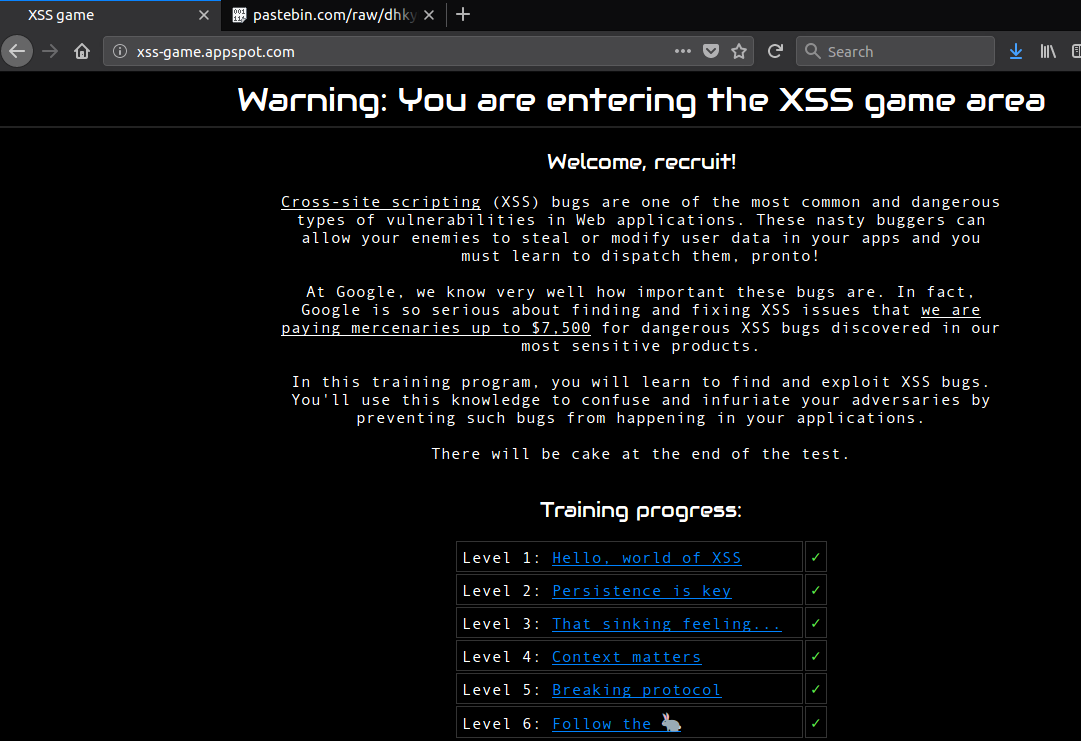 XSS game
pastebin.com/raw/dhky
xss-game.appspot.com
Search
Warning: You are entering the XSS game area
Welcome, recruit!
Cross-site scripting (XSS) bugs are one of the most common and dangerous
types of vulnerabilities in Web applications. These nasty buggers can
allow your enemies to steal or modify user data in your apps and you
must learn to dispatch them, pronto!
At Google, we know very well how important these bugs are. In fact,
Google is so serious about finding and fixing XSS issues that we are
paying mercenaries up to $7,500 for dangerous XSS bugs discovered in our
most sensitive products.
In this training program, you will learn to find and exploit XSS bugs.
You'll use this knowledge to confuse and infuriate your adversaries by
preventing such bugs from happening in your applications.
There will be cake at the end of the test.
Training progress:
Level 1: Hello, world of XSS ✓
Level 2: Persistence is key ✓
Level 3: That sinking feeling... ✓
Level 4: Context matters ✓
Level 5: Breaking protocol ✓
Level 6: Follow the 🐇 ✓